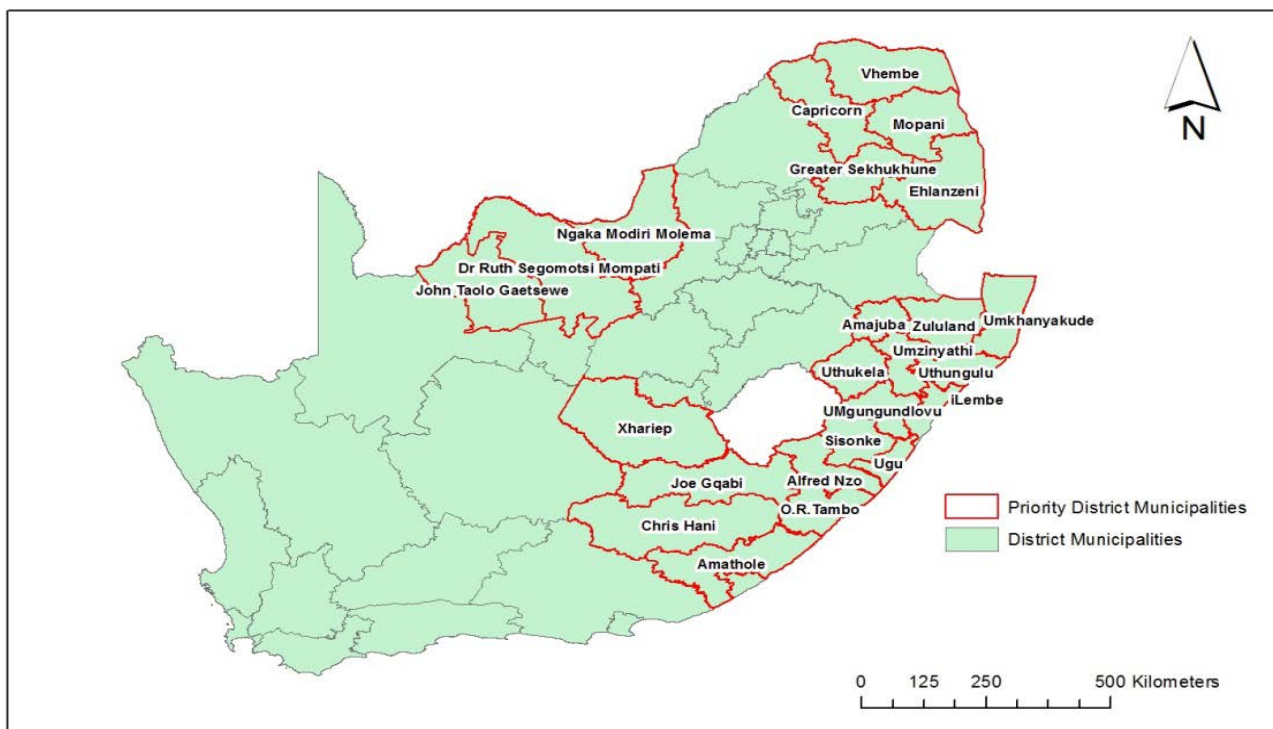 Vhembe
Capricorn
Mopani
N
Greater Sekhukhune
Ehlanzeni
Ngaka Modiri Molema
Dr Ruth Segomotsi Mompati
John Taolo Gaetsewe
Amajuba
Zululand
Umkhanyakude
Umzinyathi
Uthukela
Uthungulu
iLembe
UMgungundlovu
Xhariep
Sisonke
Ugu
Joe Gqabi
Alfred Nzo
O.R.Tambo
Chris Hani
Amathole
Priority District Municipalities
District Municipalities
0 125 250 500 Kilometers